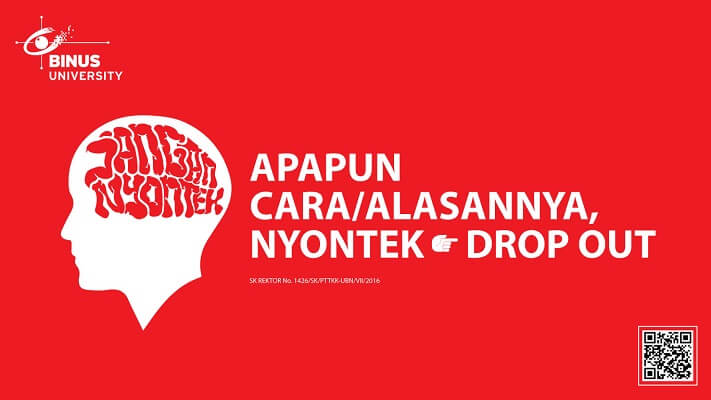 BINUS
UNIVERSITY
JANGAN
NYONTEK
APAPUN
CARA/ALASANNYA,
NYONTEK ☛ DROP OUT
SK REKTOR No. 1426/SK/PTTKK-UBN/VII/2016